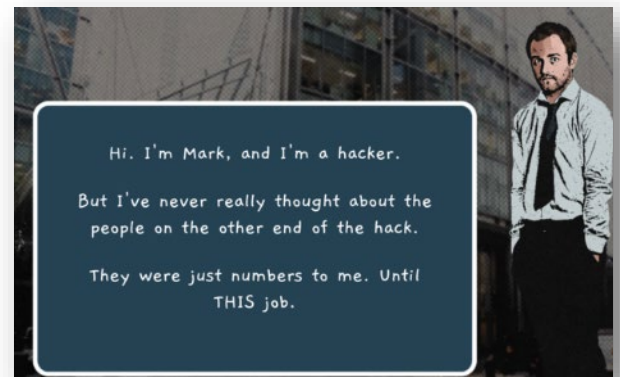 Hi. I'm Mark, and I'm a hacker.
But I've never really thought about the
people on the other end of the hack.
They were just numbers to me. Until
THIS job.